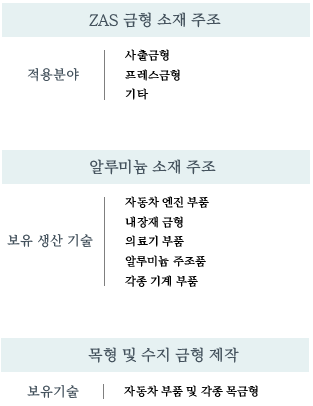 ZAS 금형 소재 주조
적용분야
사출금형
프레스금형
기타
알루미늄 소재 주조
보유 생산 기술
자동차 엔진 부품
내장재 금형
의료기 부품
알루미늄 주조품
각종 기계 부품
목형 및 수지 금형 제작
보유기술
자동차 부품 및 각종 목금형